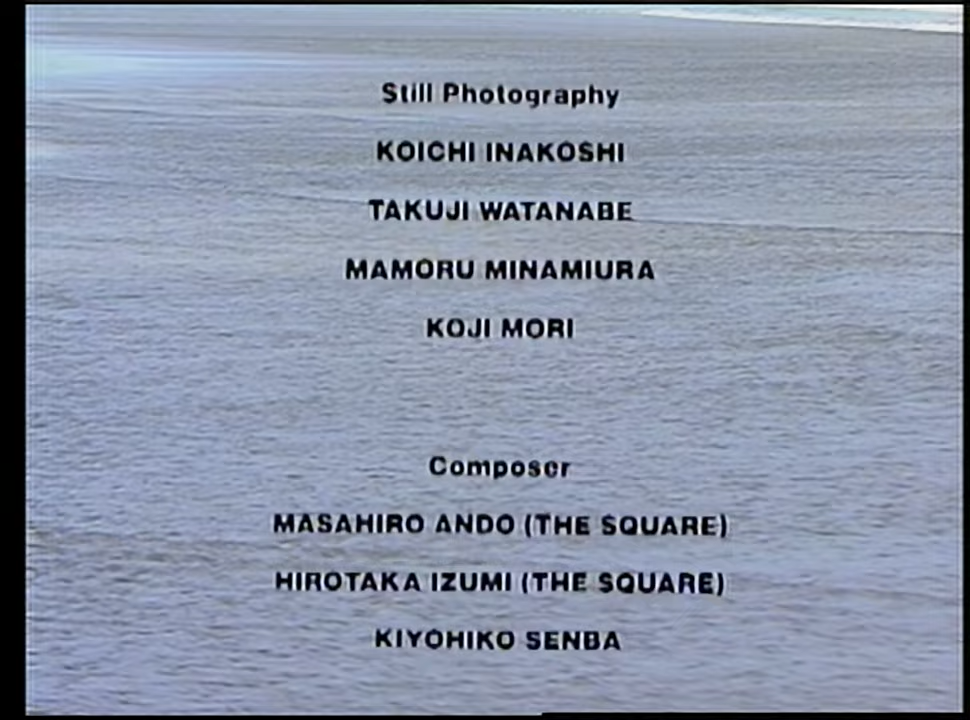 Still Photography
KOICHI INAKOSHI
TAKUJI WATANABE
MAMORU MINAMIURA
KOJI MORI
Composer
MASAHIRO ANDO (THE SQUARE)
HIROTAKA IZUMI (THE SQUARE)
KIYOHIKO SENBA